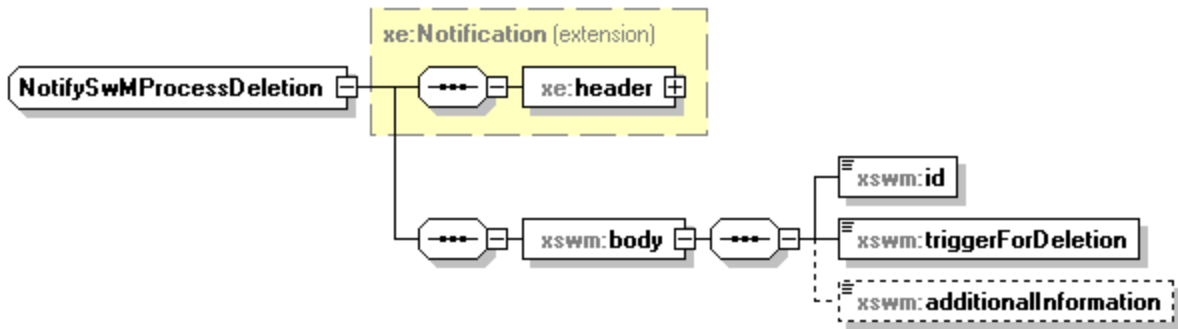 xe:Notification (extension)
NotifySwMProcessDeletion
xe:header
xswm:id
xswm:body
xswm:triggerForDeletion
xswm:additionalInformation